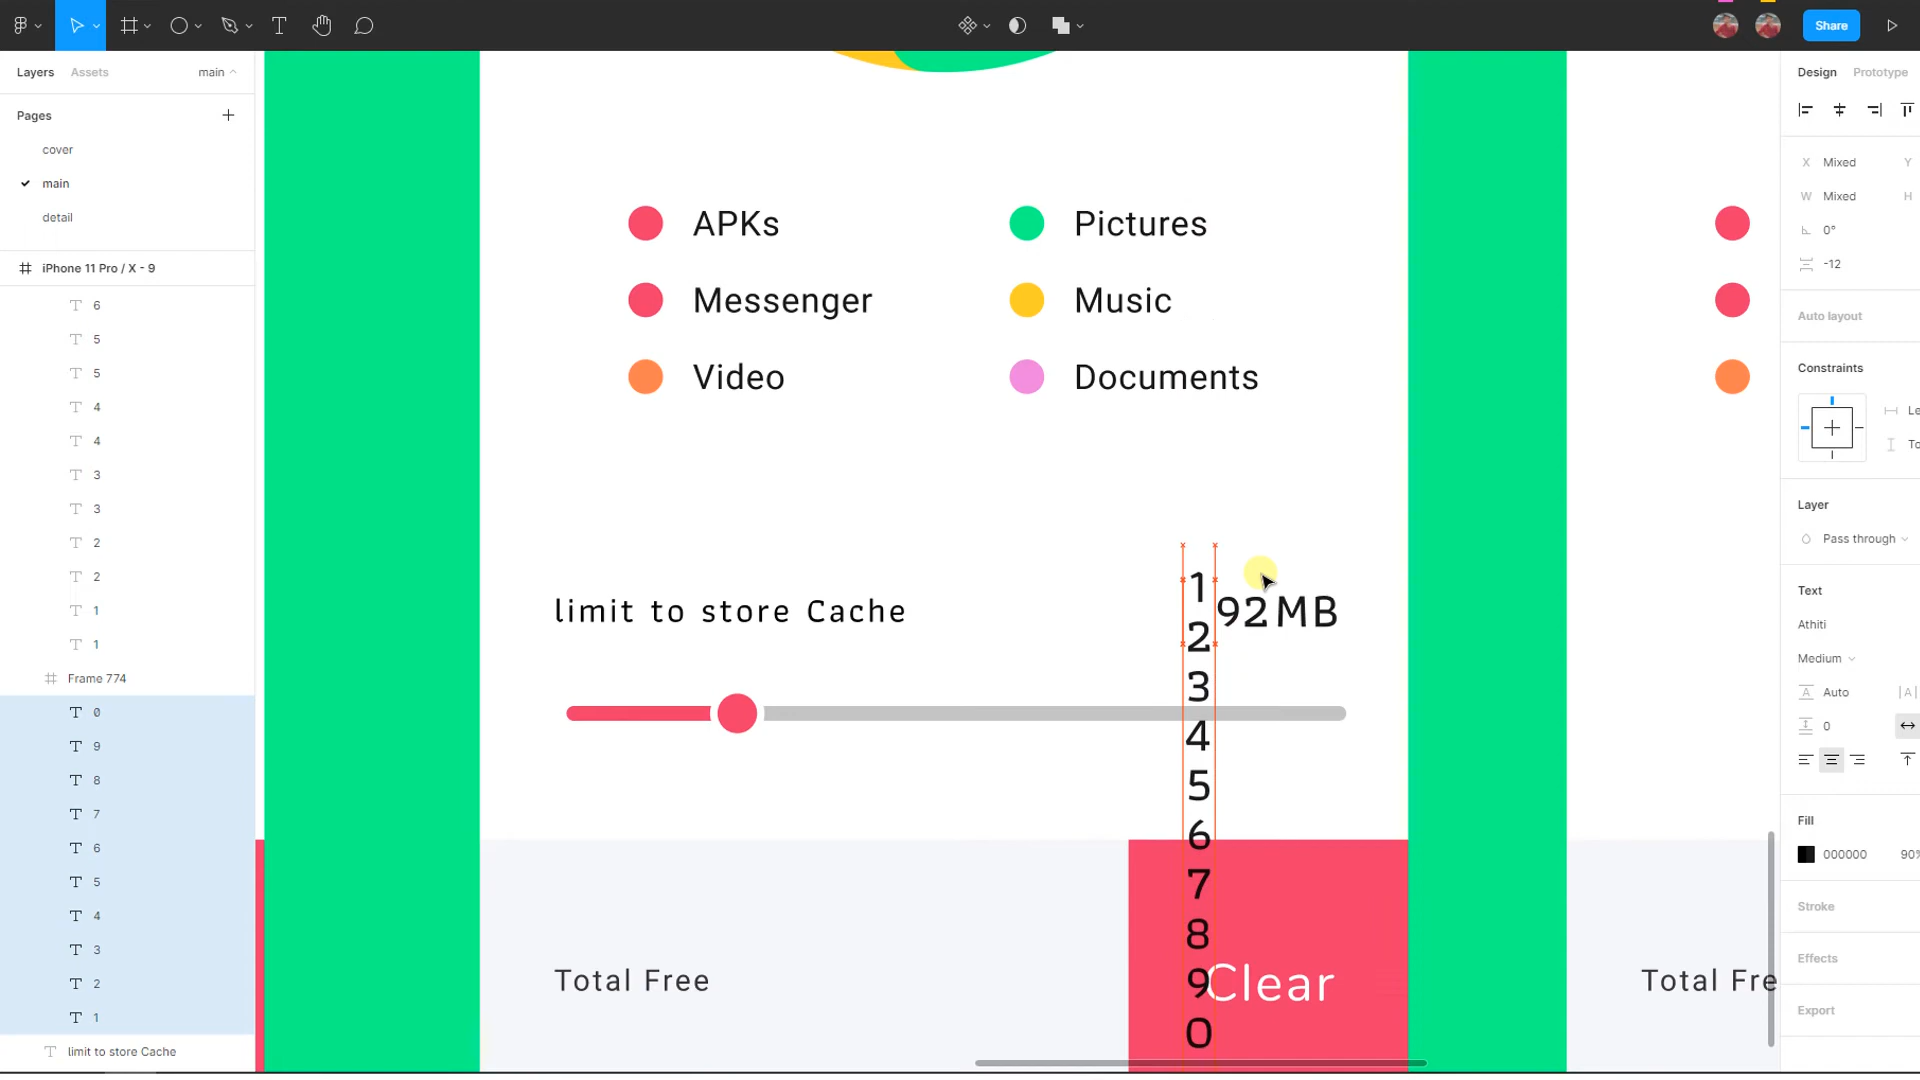 Share
Layers Assets main
Pages
cover
main
detail
iPhone 11 Pro / X - 9
6
5
5
4
4
3
3
2
2
1
1
Frame 774
0
9
8
7
6
5
4
3
2
1
limit to store Cache
APKs Pictures
Messenger Music
Video Documents
limit to store Cache
92MB
1
2
3
4
5
6
7
8
9
0
Total Free
Clear
Total Fre
Design Prototype
X Mixed Y
W Mixed H
0°
-12
Auto layout
Constraints
Le
To
Layer
Pass through
Text
Athiti
Medium
A Auto |A|
0
Fill
000000 90%
Stroke
Effects
Export